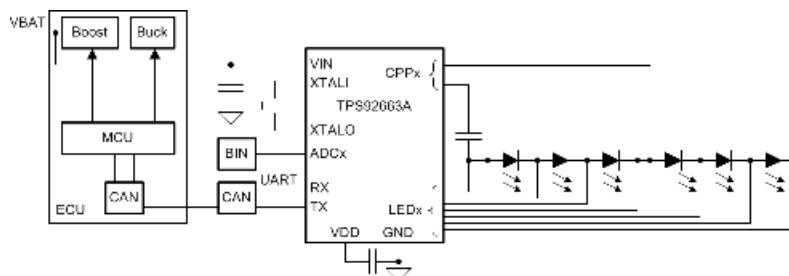 VBAT
Boost
Buck
MCU
CAN
ECU
BIN
CAN
UART
VIN
XTALI
CPPx
TPS92663A
XTALO
ADCx
RX
TX
LEDx
VDD
GND